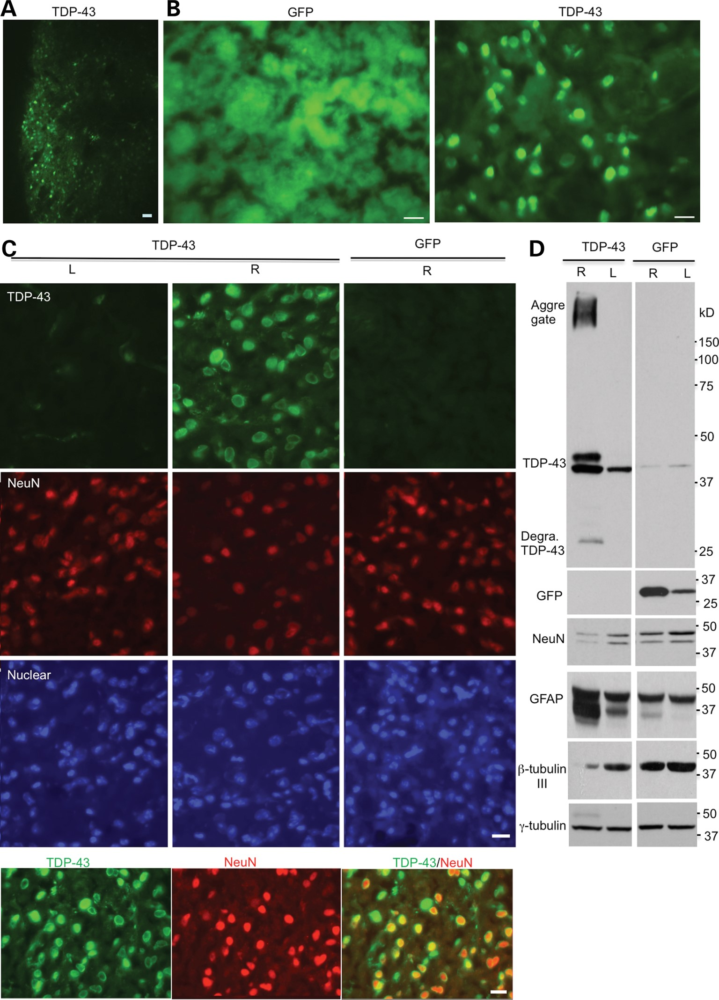 A
TDP-43
B
GFP
TDP-43
C
TDP-43
GFP
L
R
R
TDP-43
NeuN
Nuclear
TDP-43
NeuN
TDP-43/NeuN
D
TDP-43
GFP
R
L
R
L
Aggre
gate
kD
150
100
75
50
TDP-43
37
Degra.
TDP-43
25
37
GFP
25
50
NeuN
37
50
GFAP
37
50
β-tubulin
III
37
50
γ-tubulin
37